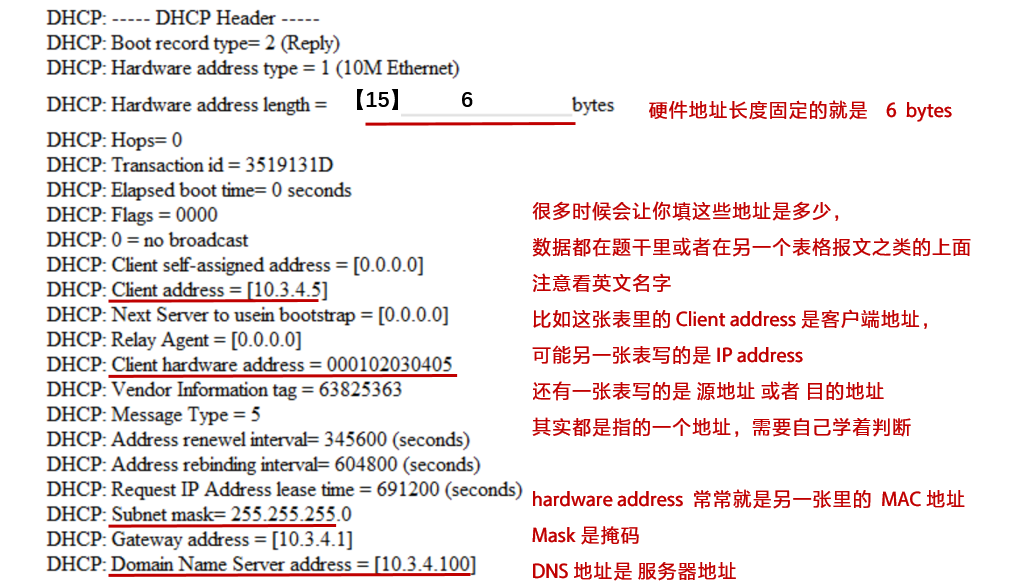 DHCP: ----- DHCP Header -----
DHCP: Boot record type= 2 (Reply)
DHCP: Hardware address type = 1 (10M Ethernet)
DHCP: Hardware address length = 【15】 6 bytes 硬件地址长度固定的就是 6 bytes
DHCP: Hops= 0
DHCP: Transaction id = 3519131D
DHCP: Elapsed boot time= 0 seconds
DHCP: Flags = 0000
DHCP: 0 = no broadcast
DHCP: Client self-assigned address = [0.0.0.0]
DHCP: Client address = [10.3.4.5]
DHCP: Next Server to usein bootstrap = [0.0.0.0]
DHCP: Relay Agent = [0.0.0.0]
DHCP: Client hardware address = 000102030405
DHCP: Vendor Information tag = 63825363
DHCP: Message Type = 5
DHCP: Address renewel interval= 345600 (seconds)
DHCP: Address rebinding interval= 604800 (seconds)
DHCP: Request IP Address lease time = 691200 (seconds)
DHCP: Subnet mask= 255.255.255.0
DHCP: Gateway address = [10.3.4.1]
DHCP: Domain Name Server address = [10.3.4.100]
很多时候会让你填这些地址是多少，
数据都在题干里或者在另一个表格报文之类的上面
注意看英文名字
比如这张表里的 Client address 是客户端地址，
可能另一张表写的是 IP address
还有一张表写的是 源地址 或者 目的地址
其实都是指的一个地址，需要自己学着判断
hardware address 常常就是另一张里的 MAC 地址
Mask 是掩码
DNS 地址是 服务器地址